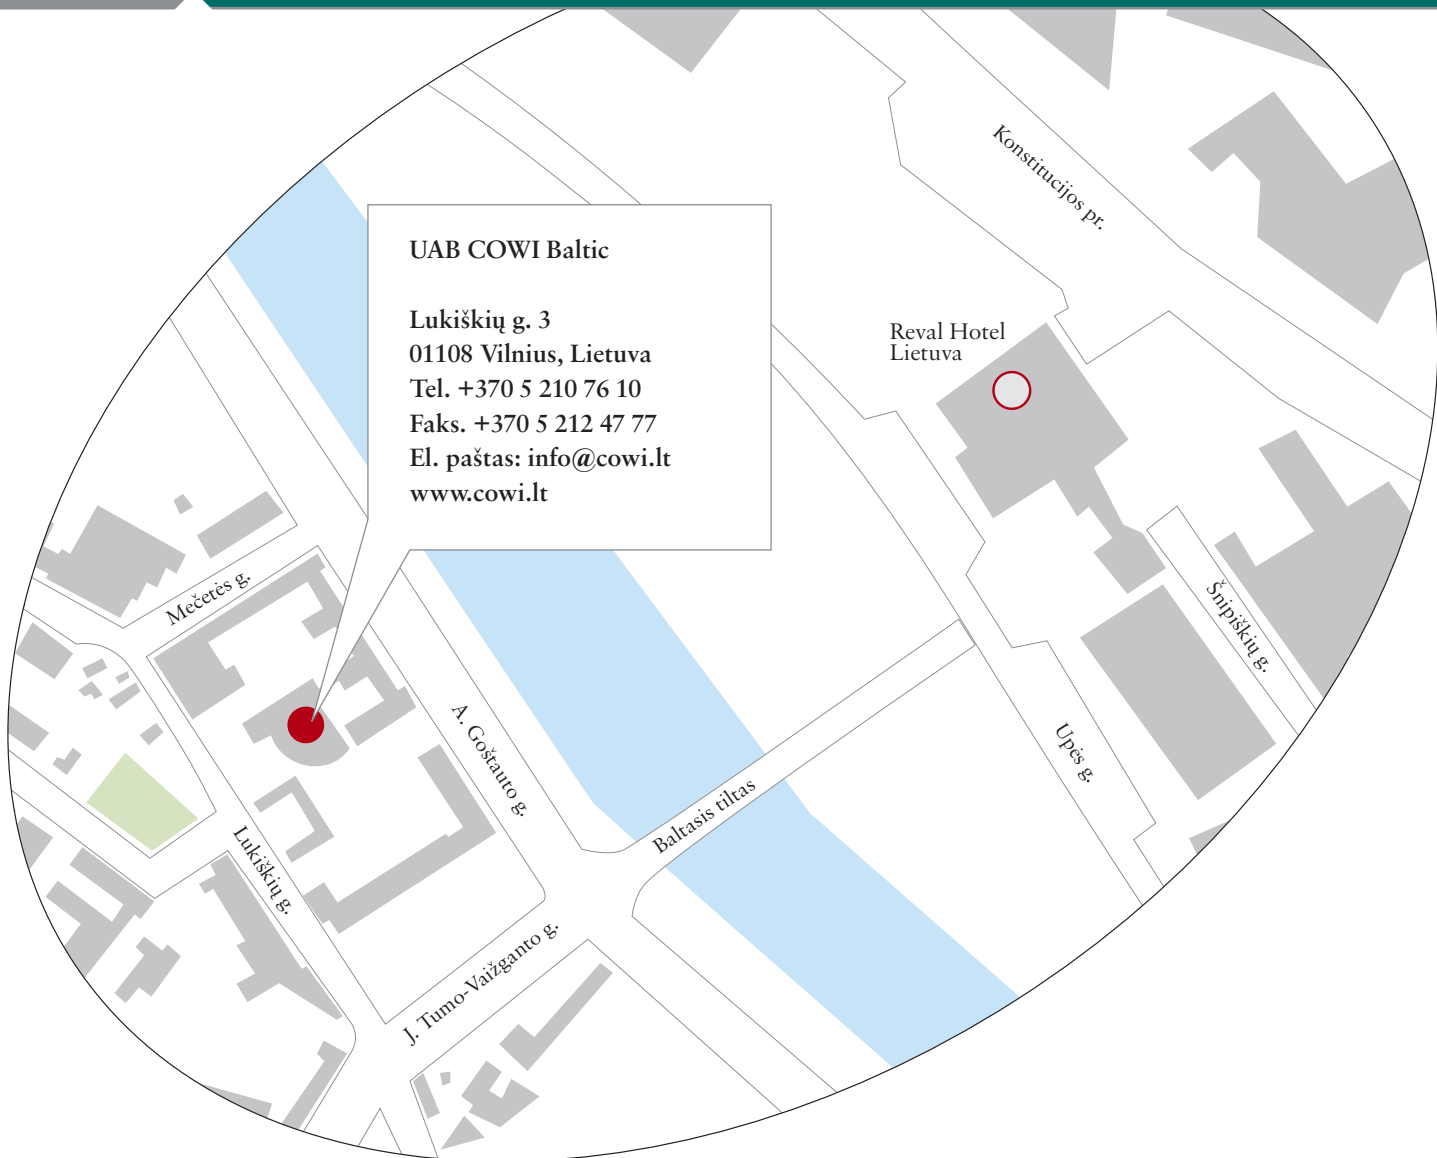 Konstitucijos pr.
UAB COWI Baltic
Lukiškių g. 3
01108 Vilnius, Lietuva
Tel. +370 5 210 76 10
Faks. +370 5 212 47 77
El. paštas: info@cowi.lt
www.cowi.lt
Reval Hotel
Lietuva
Mečetės g.
Šnipiškių g.
A. Goštauto g.
Upės g.
Baltasis tiltas
Lukiškių g.
J. Tumo-Vaižganto g.